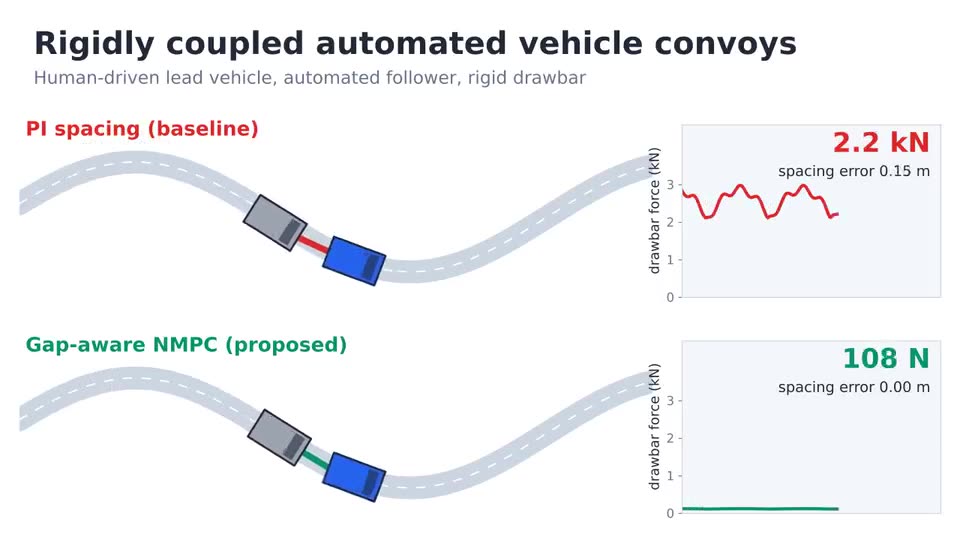 Rigidly coupled automated vehicle convoys
Human-driven lead vehicle, automated follower, rigid drawbar
PI spacing (baseline)
drawbar force (kN)
3
2
1
0
2.2 kN
spacing error 0.15 m
Gap-aware NMPC (proposed)
drawbar force (kN)
3
2
1
0
108 N
spacing error 0.00 m